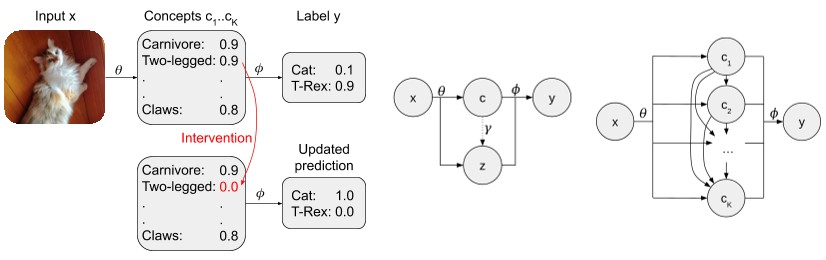 Input x
Concepts c1..cK
Label y
θ
Carnivore: 0.9
Two-legged: 0.9
. .
. .
Claws: 0.8
ϕ
Cat: 0.1
T-Rex: 0.9
Intervention
Carnivore: 0.9
Two-legged: 0.0
. .
. .
Claws: 0.8
ϕ
Updated
prediction
Cat: 1.0
T-Rex: 0.0
x
θ
c
ϕ
y
γ
z
x
θ
c1
c2
...
cK
ϕ
y